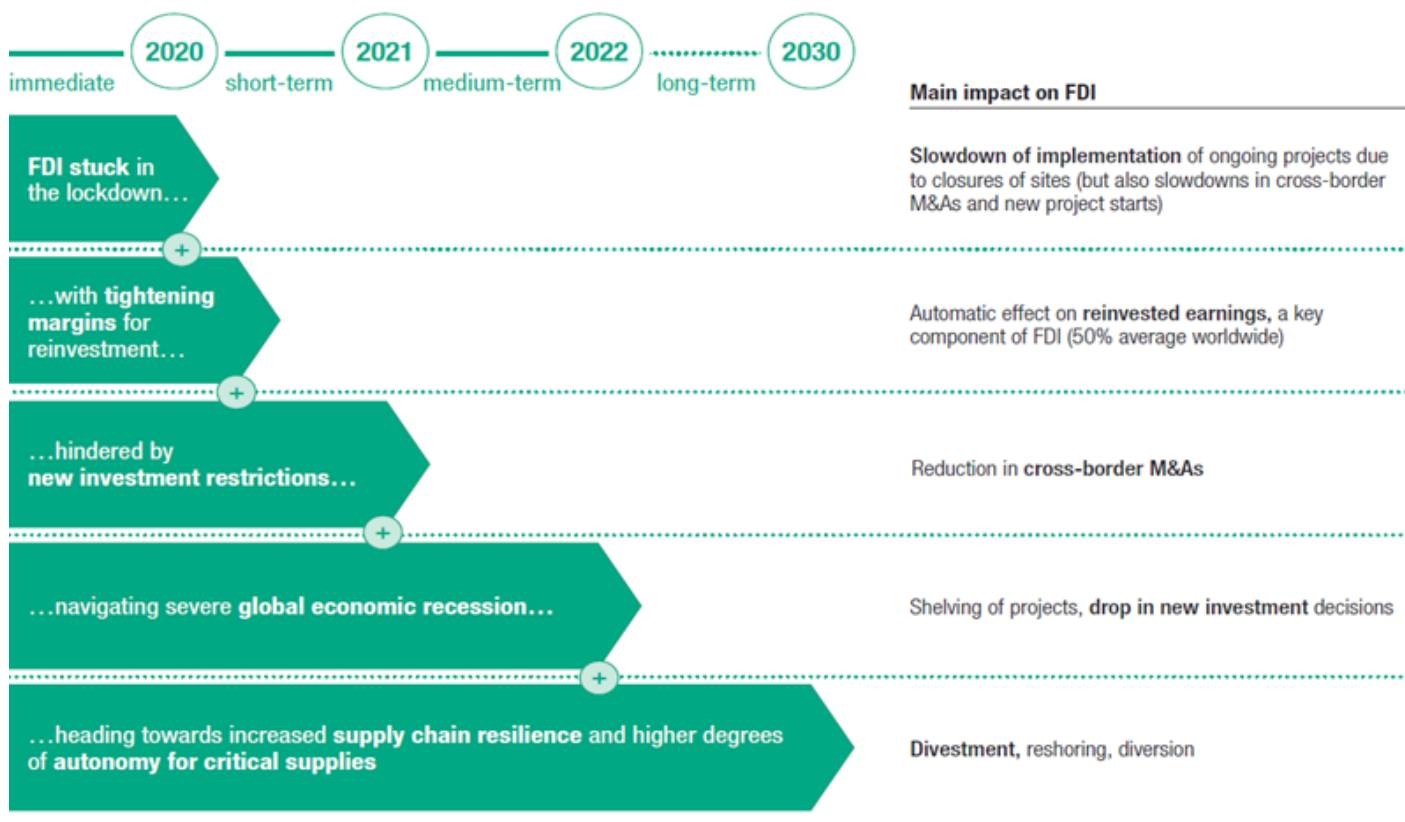 2020
2021
2022
2030
immediate
short-term
medium-term
long-term
Main impact on FDI
FDI stuck in
the lockdown…
Slowdown of implementation of ongoing projects due
to closures of sites (but also slowdowns in cross-border
M&As and new project starts)
+
…with tightening
margins for
reinvestment…
Automatic effect on reinvested earnings, a key
component of FDI (50% average worldwide)
+
…hindered by
new investment restrictions…
Reduction in cross-border M&As
+
…navigating severe global economic recession…
Shelving of projects, drop in new investment decisions
+
…heading towards increased supply chain resilience and higher degrees
of autonomy for critical supplies
Divestment, reshoring, diversion